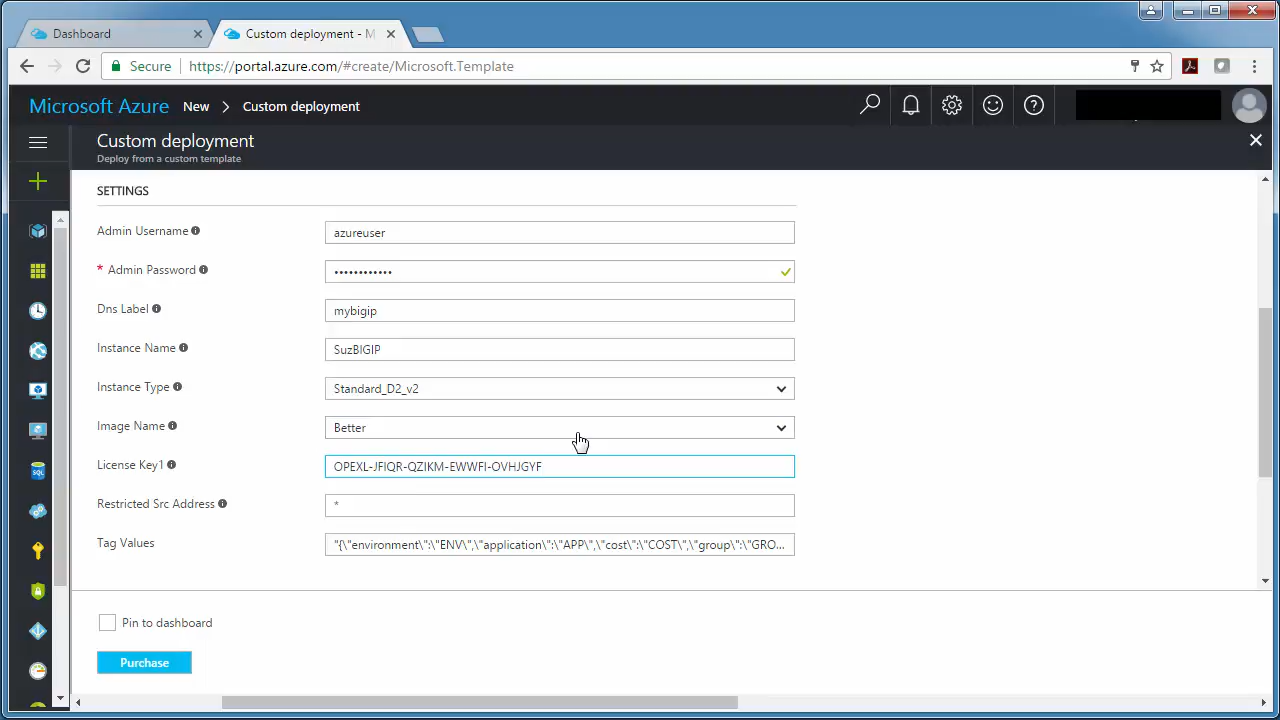 Dashboard
Custom deployment - M
Secure
https://portal.azure.com/#create/Microsoft.Template
Microsoft Azure New > Custom deployment
Custom deployment
Deploy from a custom template
SETTINGS
Admin Username azureuser
* Admin Password ••••••••••••
Dns Label mybigip
Instance Name SuzBIGIP
Instance Type Standard_D2_v2
Image Name Better
License Key1 OPEXL-JFIQR-QZIKM-EWWFI-OVHJGYF
Restricted Src Address *
Tag Values "{\"environment\":\"ENV\",\"application\":\"APP\",\"cost\":\"COST\",\"group\":\"GRO...
SQL
Pin to dashboard
Purchase